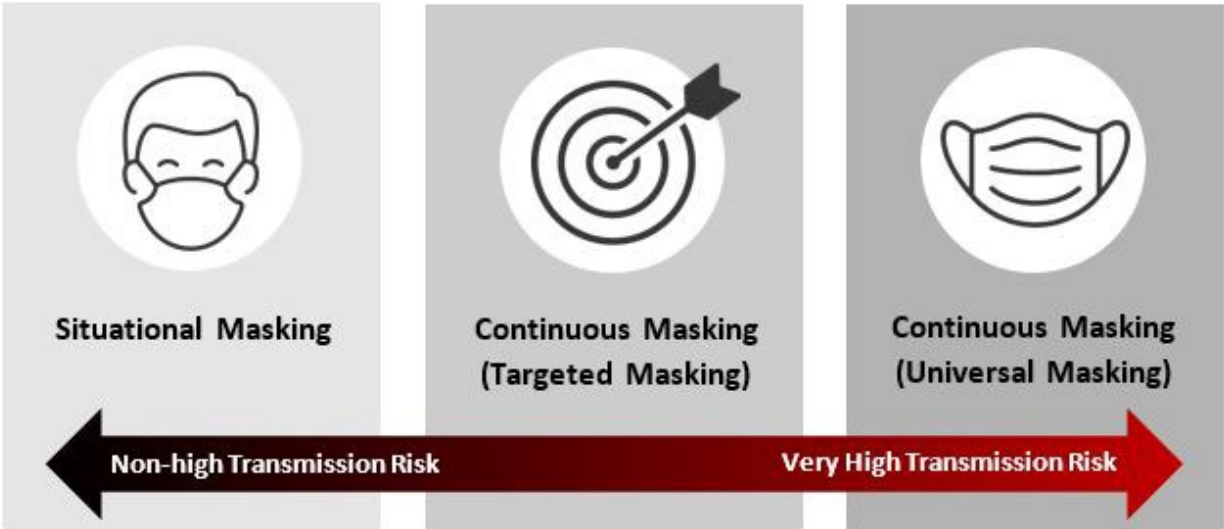 Situational Masking
Continuous Masking
(Targeted Masking)
Continuous Masking
(Universal Masking)
Non-high Transmission Risk
Very High Transmission Risk